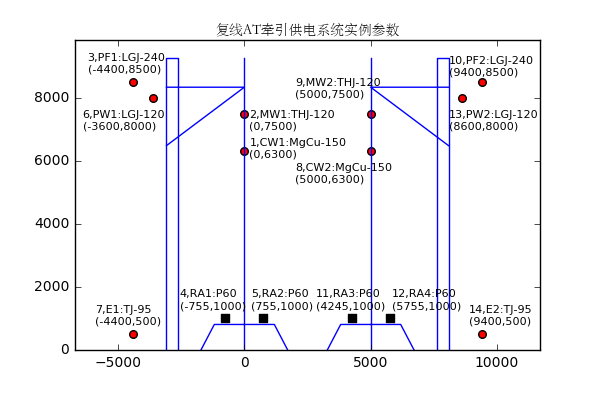 复线AT牵引供电系统实例参数
3,PF1:LGJ-240
(-4400,8500)
10,PF2:LGJ-240
(9400,8500)
9,MW2:THJ-120
(5000,7500)
6,PW1:LGJ-120
(-3600,8000)
2,MW1:THJ-120
(0,7500)
13,PW2:LGJ-120
(8600,8000)
1,CW1:MgCu-150
(0,6300)
8,CW2:MgCu-150
(5000,6300)
4,RA1:P60
(-755,1000)
5,RA2:P60
(755,1000)
11,RA3:P60
(4245,1000)
12,RA4:P60
(5755,1000)
7,E1:TJ-95
(-4400,500)
14,E2:TJ-95
(9400,500)
8000
6000
4000
2000
0
−5000
0
5000
10000